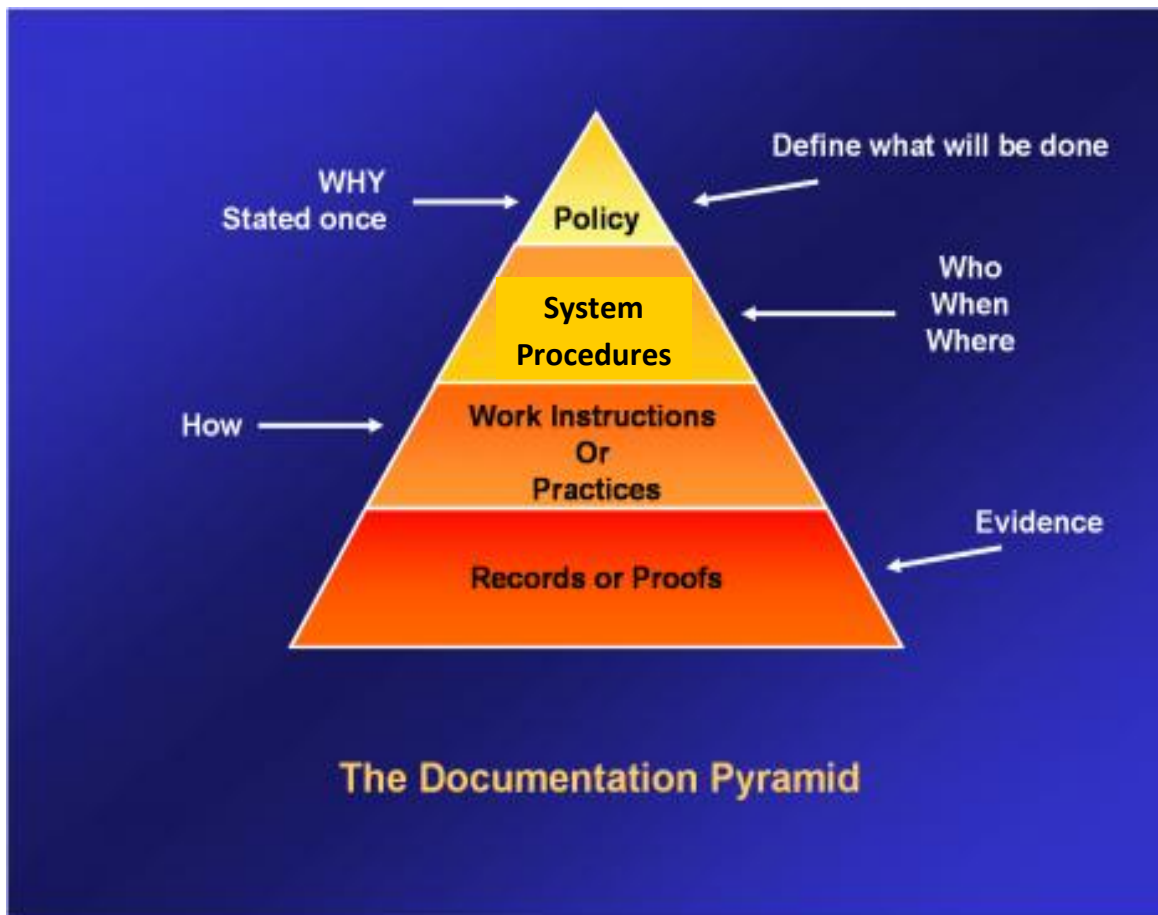 Define what will be done
WHY
Stated once
Policy
Who
When
Where
System
Procedures
How
Work Instructions
Or
Practices
Evidence
Records or Proofs
The Documentation Pyramid